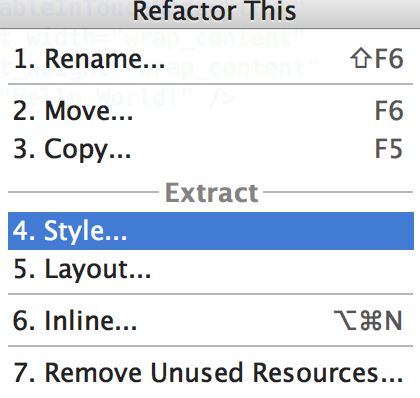 Refactor This
1. Rename... ⇧F6
2. Move... F6
3. Copy... F5
Extract
4. Style...
5. Layout...
6. Inline... ⌥⌘N
7. Remove Unused Resources...